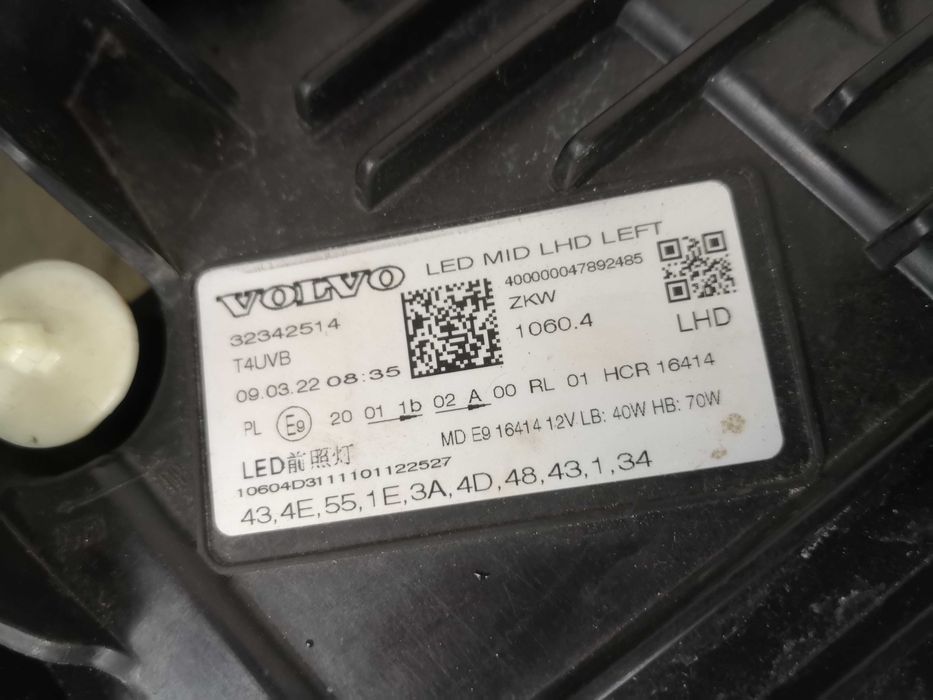 VOLVO LED MID LHD LEFT
32342514
400000047892485
T4UVB
ZKW
09.03.22 08:35
1060.4
LHD
PL E9 20 01 1b 02 A 00 RL 01 HCR 16414
MD E9 16414 12V LB: 40W HB: 70W
LED前照灯
10604D3111101122527
43,4E,55,1E,3A,4D,48,43,1,34